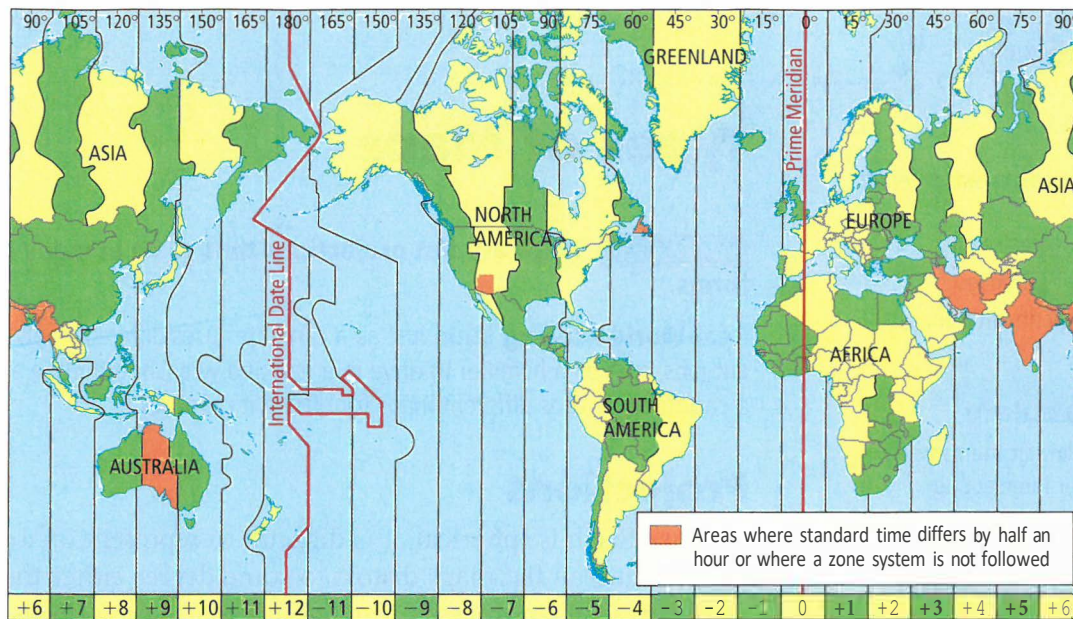 90° 105° 120° 135° 150° 165° 180° 165° 150° 135° 120° 105° 90° 75° 60° 45° 30° 15° 0° 15° 30° 45° 60° 75° 90°
GREENLAND
Prime Meridian
ASIA
ASIA
NORTH
AMERICA
EUROPE
International Date Line
AFRICA
SOUTH
AMERICA
AUSTRALIA
Areas where standard time differs by half an
hour or where a zone system is not followed
+6 +7 +8 +9 +10 +11 +12 −11 −10 −9 −8 −7 −6 −5 −4 −3 −2 −1 0 +1 +2 +3 +4 +5 +6